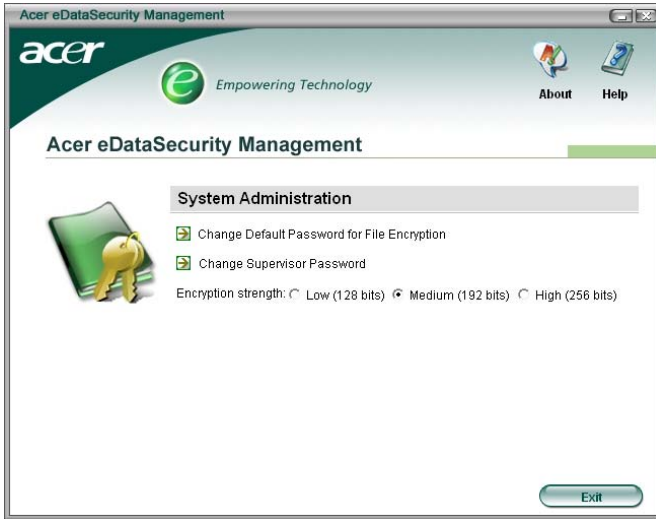 Acer eDataSecurity Management
acer
e Empowering Technology
About Help
Acer eDataSecurity Management
System Administration
Change Default Password for File Encryption
Change Supervisor Password
Encryption strength: Low (128 bits) Medium (192 bits) High (256 bits)
Exit